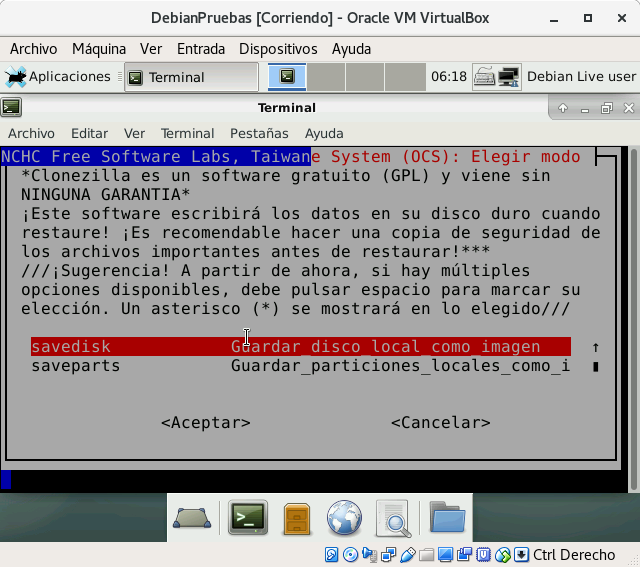 DebianPruebas [Corriendo] - Oracle VM VirtualBox
Archivo Máquina Ver Entrada Dispositivos Ayuda
Aplicaciones Terminal 06:18 Debian Live user
Terminal
Archivo Editar Ver Terminal Pestañas Ayuda
NCHC Free Software Labs, Taiwane System (OCS): Elegir modo
*Clonezilla es un software gratuito (GPL) y viene sin
NINGUNA GARANTIA*
¡Este software escribirá los datos en su disco duro cuando
restaure! ¡Es recomendable hacer una copia de seguridad de
los archivos importantes antes de restaurar!***
///¡Sugerencia! A partir de ahora, si hay múltiples
opciones disponibles, debe pulsar espacio para marcar su
elección. Un asterisco (*) se mostrará en lo elegido///
savedisk Guardar_disco_local_como_imagen ↑
saveparts Guardar_particiones_locales_como_i
<Aceptar> <Cancelar>
Ctrl Derecho